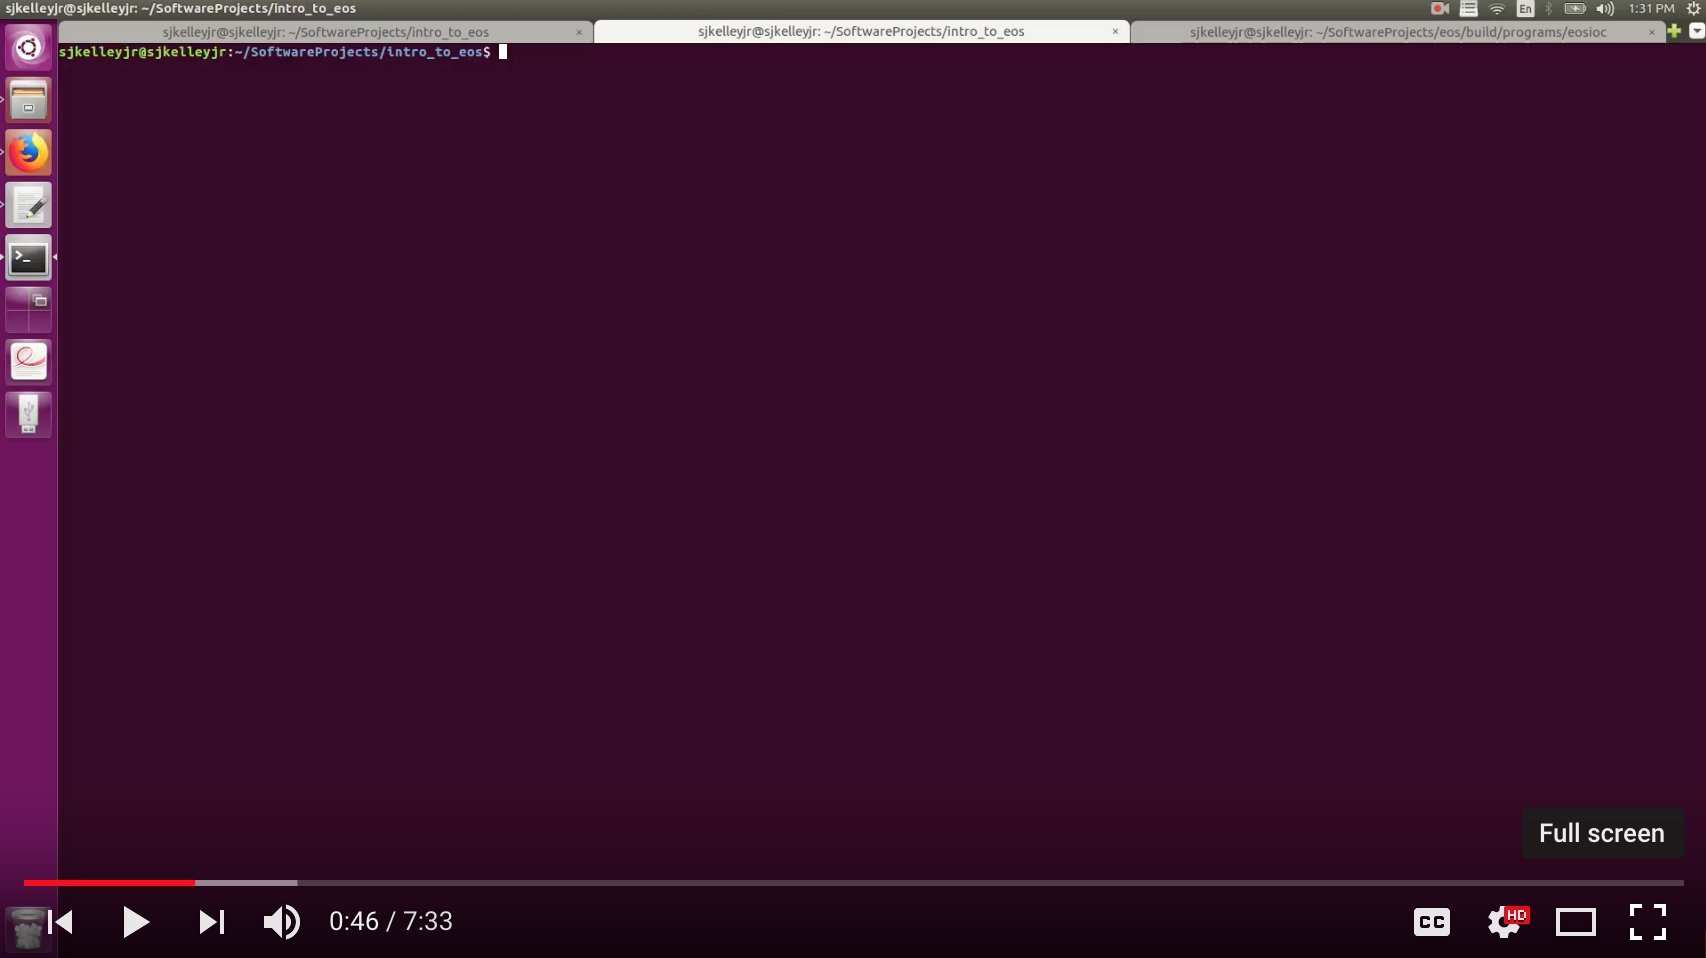 sjkelleyjr@sjkelleyjr: ~/SoftwareProjects/intro_to_eos
En
1:31 PM
sjkelleyjr@sjkelleyjr: ~/SoftwareProjects/intro_to_eos ×
sjkelleyjr@sjkelleyjr: ~/SoftwareProjects/intro_to_eos ×
sjkelleyjr@sjkelleyjr: ~/SoftwareProjects/eos/build/programs/eosioc ×
sjkelleyjr@sjkelleyjr:~/SoftwareProjects/intro_to_eos$
>_
Full screen
0:46 / 7:33
CC
HD